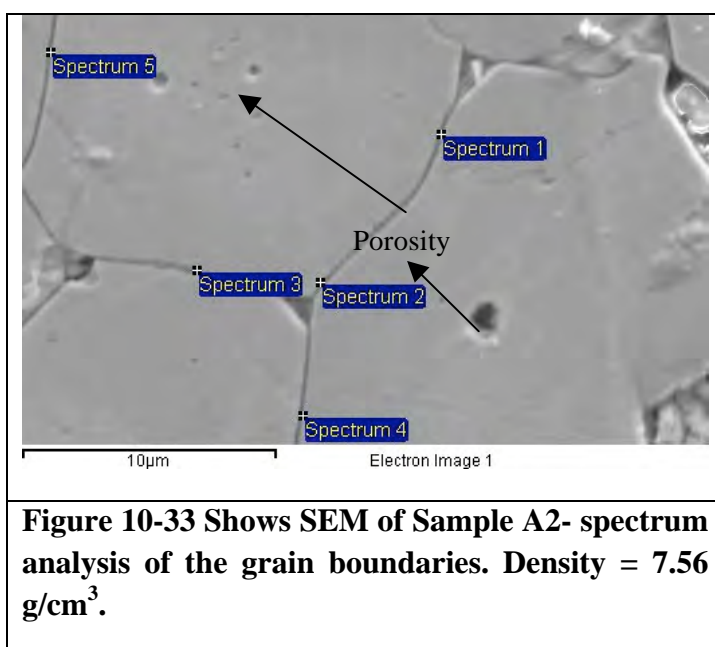 Spectrum 5
Spectrum 1
Porosity
Spectrum 3
Spectrum 2
Spectrum 4
10µm
Electron Image 1
Figure 10-33 Shows SEM of Sample A2- spectrum
analysis of the grain boundaries. Density = 7.56
g/cm³.